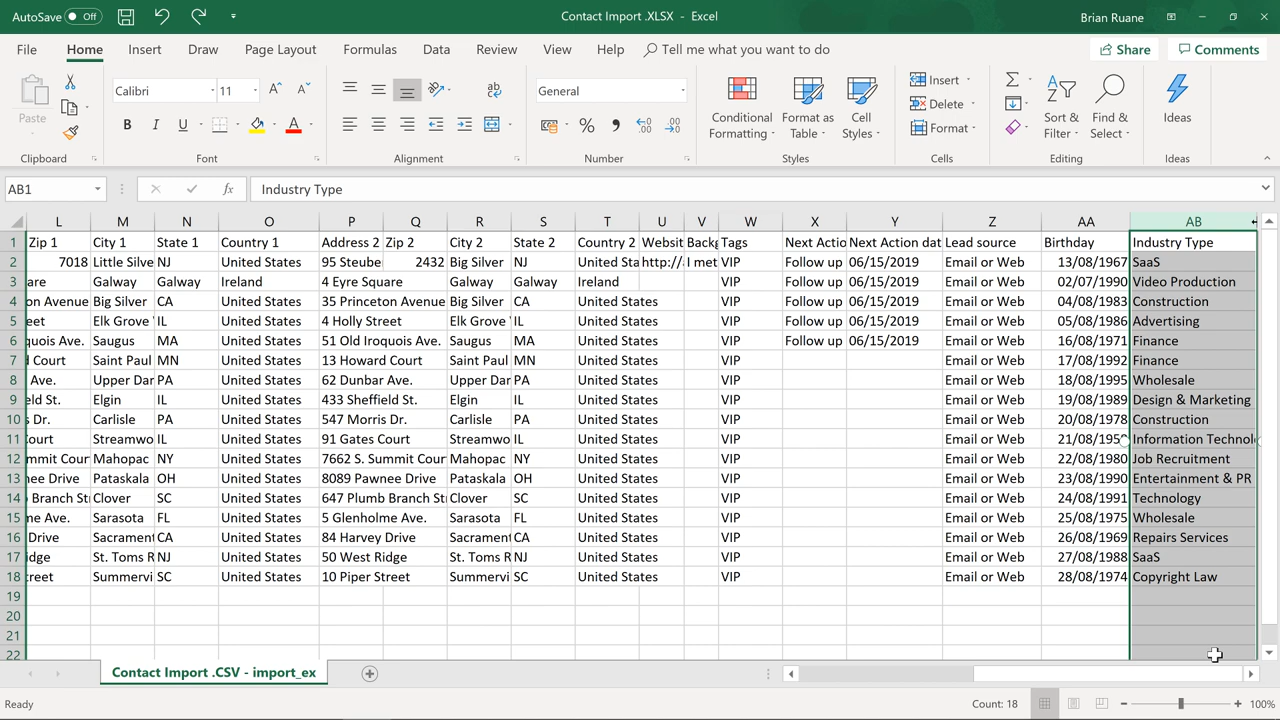 AutoSave Off Contact Import .XLSX - Excel Brian Ruane
File Home Insert Draw Page Layout Formulas Data Review View Help Tell me what you want to do Share Comments
Paste Calibri 11 General Conditional Formatting Format as Table Cell Styles Insert Delete Format Sort & Filter Find & Select Ideas
Clipboard Font Alignment Number Styles Cells Editing Ideas
AB1 fx Industry Type
L M N O P Q R S T U V W X Y Z AA AB
1 Zip 1 City 1 State 1 Country 1 Address 2 Zip 2 City 2 State 2 Country 2 Websit Backg Tags Next Actio Next Action dat Lead source Birthday Industry Type
2 7018 Little Silve NJ United States 95 Steube 2432 Big Silver NJ United Sta http:// I met VIP Follow up 06/15/2019 Email or Web 13/08/1967 SaaS
3 are Galway Galway Ireland 4 Eyre Square Galway Galway Ireland VIP Follow up 06/15/2019 Email or Web 02/07/1990 Video Production
4 on Avenue Big Silver CA United States 35 Princeton Avenue Big Silver CA United States VIP Follow up 06/15/2019 Email or Web 04/08/1983 Construction
5 eet Elk Grove IL United States 4 Holly Street Elk Grove IL United States VIP Follow up 06/15/2019 Email or Web 05/08/1986 Advertising
6 quois Ave. Saugus MA United States 51 Old Iroquois Ave. Saugus MA United States VIP Follow up 06/15/2019 Email or Web 16/08/1971 Finance
7 d Court Saint Paul MN United States 13 Howard Court Saint Paul MN United States VIP Email or Web 17/08/1992 Finance
8 Ave. Upper Dar PA United States 62 Dunbar Ave. Upper Dar PA United States VIP Email or Web 18/08/1995 Wholesale
9 eld St. Elgin IL United States 433 Sheffield St. Elgin IL United States VIP Email or Web 19/08/1989 Design & Marketing
10 s Dr. Carlisle PA United States 547 Morris Dr. Carlisle PA United States VIP Email or Web 20/08/1978 Construction
11 Court Streamwo IL United States 91 Gates Court Streamwo IL United States VIP Email or Web 21/08/195 Information Technol
12 mmit Cour Mahopac NY United States 7662 S. Summit Cour Mahopac NY United States VIP Email or Web 22/08/1980 Job Recruitment
13 nee Drive Pataskala OH United States 8089 Pawnee Drive Pataskala OH United States VIP Email or Web 23/08/1990 Entertainment & PR
14 Branch St Clover SC United States 647 Plumb Branch St Clover SC United States VIP Email or Web 24/08/1991 Technology
15 me Ave. Sarasota FL United States 5 Glenholme Ave. Sarasota FL United States VIP Email or Web 25/08/1975 Wholesale
16 Drive Sacrament CA United States 84 Harvey Drive Sacrament CA United States VIP Email or Web 26/08/1969 Repairs Services
17 idge St. Toms R NJ United States 50 West Ridge St. Toms R NJ United States VIP Email or Web 27/08/1988 SaaS
18 treet Summervi SC United States 10 Piper Street Summervi SC United States VIP Email or Web 28/08/1974 Copyright Law
19
20
21
22
Contact Import .CSV - import_ex
Ready Count: 18 100%